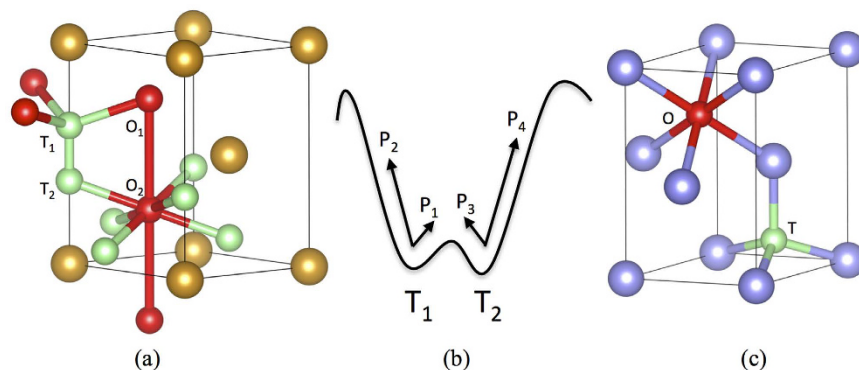 T₁
T₂
O₁
O₂
(a)
P₂
P₁
P₃
P₄
T₁ T₂
(b)
O
T
(c)